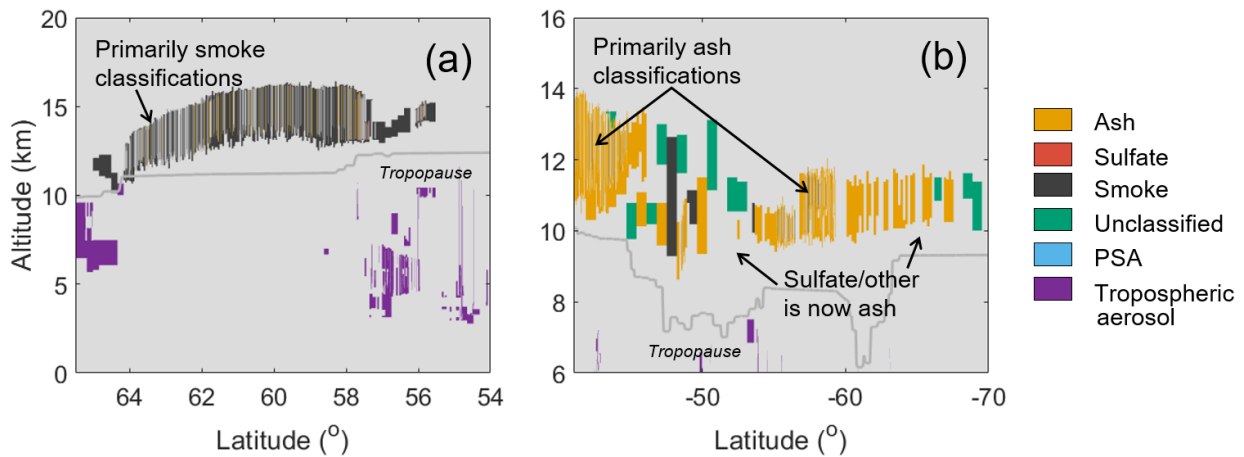 20
15
10
5
0
Altitude (km)
Primarily smoke
classifications
(a)
Tropopause
64
62
60
58
56
54
Latitude (o)
16
14
12
10
8
6
Primarily ash
classifications
(b)
Sulfate/other
is now ash
Tropopause
-50
-60
-70
Latitude (o)
Ash
Sulfate
Smoke
Unclassified
PSA
Tropospheric
aerosol